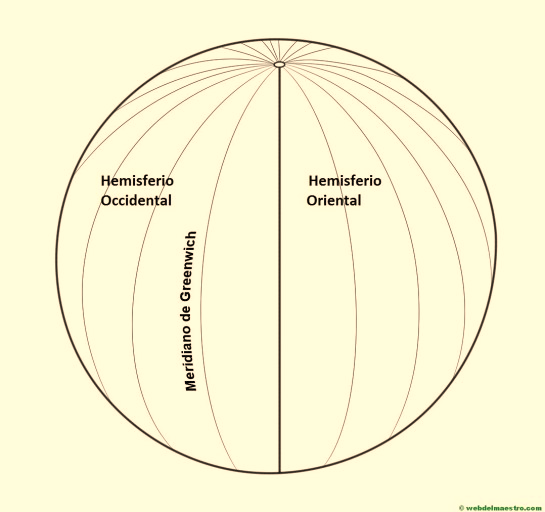 Hemisferio
Occidental
Hemisferio
Oriental
Meridiano de Greenwich
© webdelmaestro.com